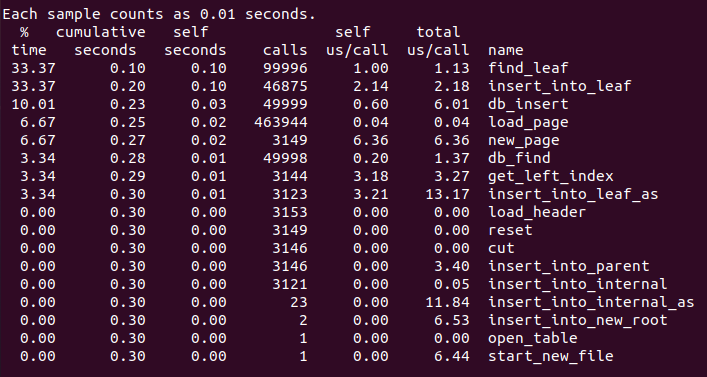 Each sample counts as 0.01 seconds.
  %   cumulative   self              self     total
 time   seconds   seconds    calls  us/call  us/call  name
33.37      0.10     0.10    99996     1.00     1.13  find_leaf
33.37      0.20     0.10    46875     2.14     2.18  insert_into_leaf
10.01      0.23     0.03    49999     0.60     6.01  db_insert
 6.67      0.25     0.02   463944     0.04     0.04  load_page
 6.67      0.27     0.02     3149     6.36     6.36  new_page
 3.34      0.28     0.01    49998     0.20     1.37  db_find
 3.34      0.29     0.01     3144     3.18     3.27  get_left_index
 3.34      0.30     0.01     3123     3.21    13.17  insert_into_leaf_as
 0.00      0.30     0.00     3153     0.00     0.00  load_header
 0.00      0.30     0.00     3149     0.00     0.00  reset
 0.00      0.30     0.00     3146     0.00     0.00  cut
 0.00      0.30     0.00     3146     0.00     3.40  insert_into_parent
 0.00      0.30     0.00     3121     0.00     0.05  insert_into_internal
 0.00      0.30     0.00       23     0.00    11.84  insert_into_internal_as
 0.00      0.30     0.00        2     0.00     6.53  insert_into_new_root
 0.00      0.30     0.00        1     0.00     0.00  open_table
 0.00      0.30     0.00        1     0.00     6.44  start_new_file